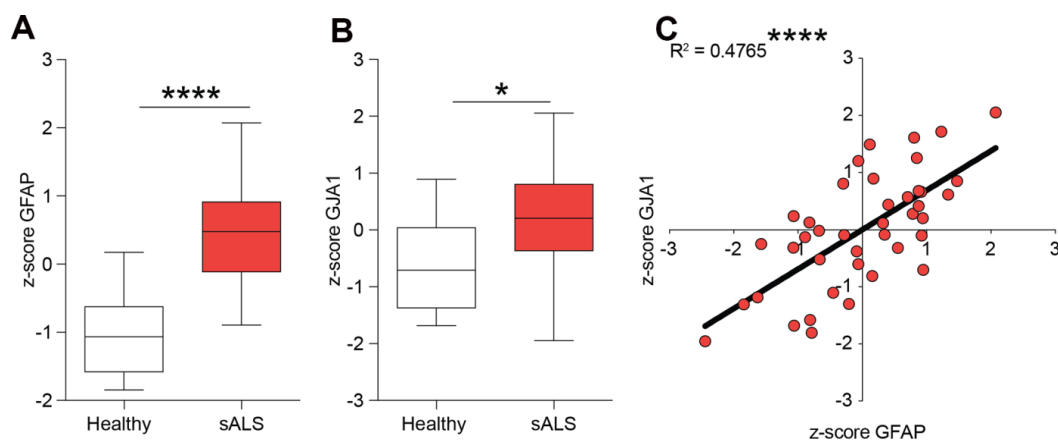 A
z-score GFAP
3
2
1
0
-1
-2
****
Healthy
sALS
B
z-score GJA1
3
2
1
0
-1
-2
-3
*
Healthy
sALS
C
R² = 0.4765
****
z-score GJA1
3
2
1
0
-1
-2
-3
-3
-2
-1
1
2
3
z-score GFAP